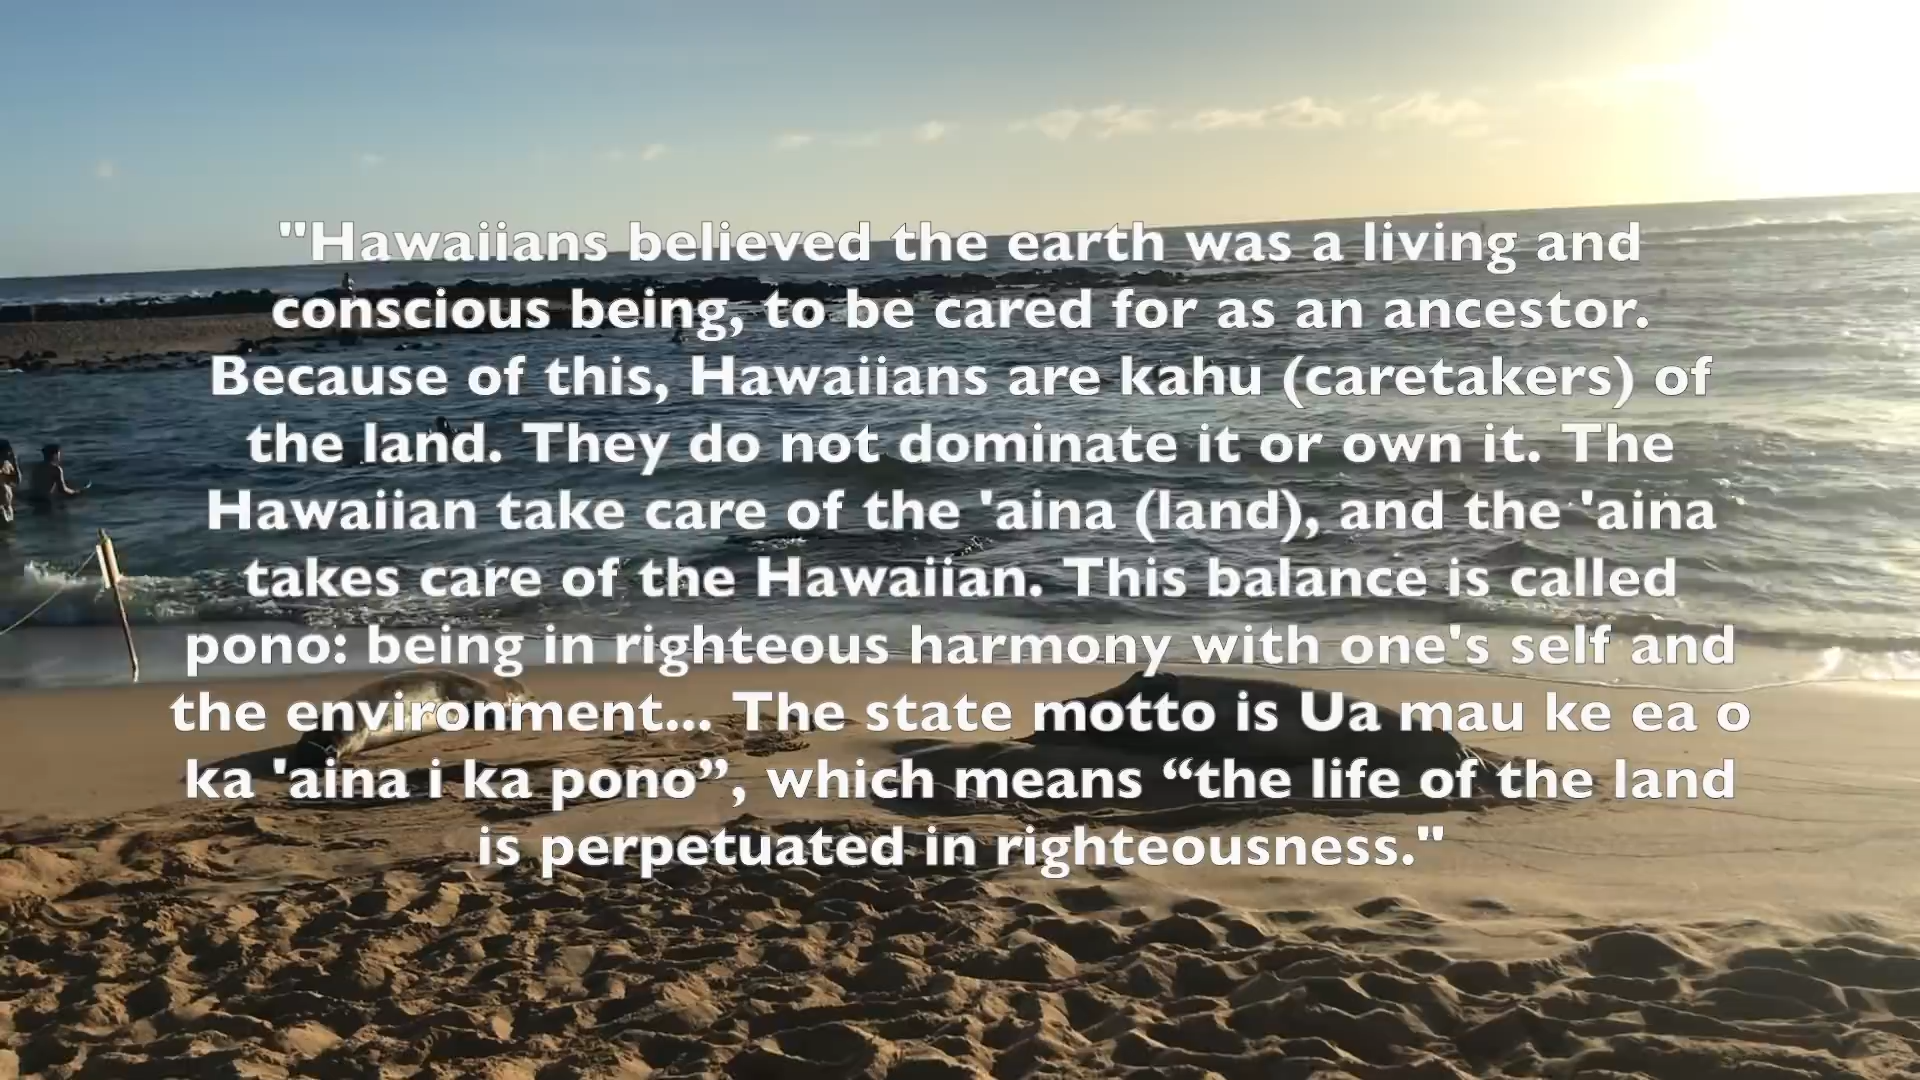 "Hawaiians believed the earth was a living and
conscious being, to be cared for as an ancestor.
Because of this, Hawaiians are kahu (caretakers) of
the land. They do not dominate it or own it. The
Hawaiian take care of the 'aina (land), and the 'aina
takes care of the Hawaiian. This balance is called
pono: being in righteous harmony with one's self and
the environment... The state motto is Ua mau ke ea o
ka 'aina i ka pono”, which means “the life of the land
is perpetuated in righteousness."